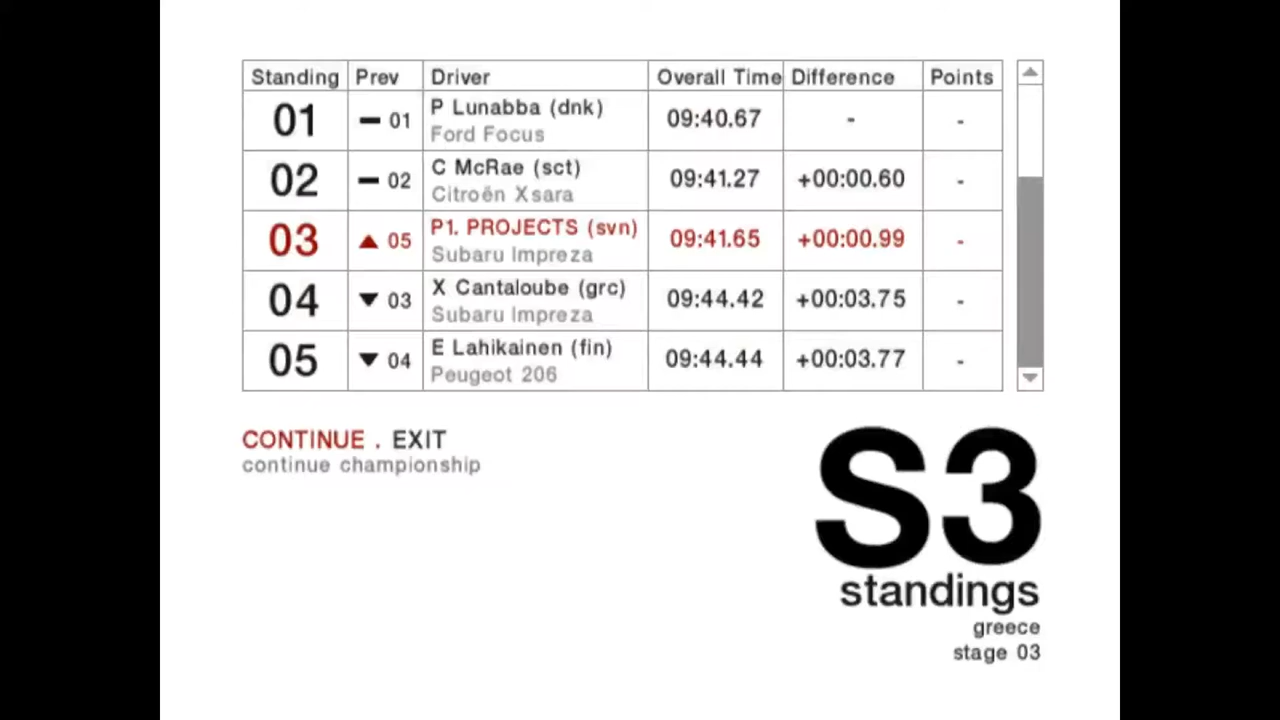 Standing Prev Driver Overall Time Difference Points
01 01 P Lunabba (dnk) 09:40.67 - -
Ford Focus
02 02 C McRae (sct) 09:41.27 +00:00.60 -
Citroën Xsara
03 05 P1. PROJECTS (svn) 09:41.65 +00:00.99 -
Subaru Impreza
04 03 X Cantaloube (grc) 09:44.42 +00:03.75 -
Subaru Impreza
05 04 E Lahikainen (fin) 09:44.44 +00:03.77 -
Peugeot 206
CONTINUE . EXIT
continue championship
S3
standings
greece
stage 03